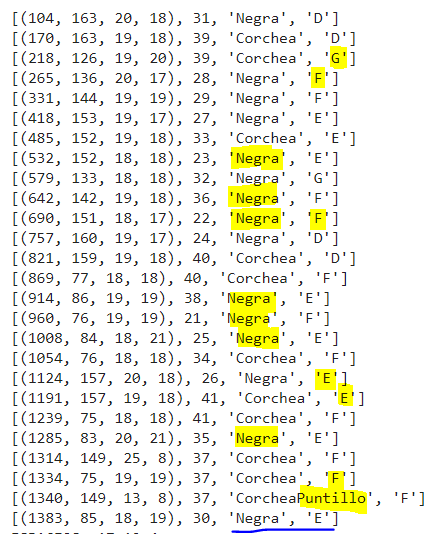 [(104, 163, 20, 18), 31, 'Negra', 'D']
[(170, 163, 19, 18), 39, 'Corchea', 'D']
[(218, 126, 19, 20), 39, 'Corchea', 'G']
[(265, 136, 20, 17), 28, 'Negra', 'F']
[(331, 144, 19, 19), 29, 'Negra', 'F']
[(418, 153, 19, 17), 27, 'Negra', 'E']
[(485, 152, 19, 18), 33, 'Corchea', 'E']
[(532, 152, 18, 18), 23, 'Negra', 'E']
[(579, 133, 18, 18), 32, 'Negra', 'G']
[(642, 142, 19, 18), 36, 'Negra', 'F']
[(690, 151, 18, 17), 22, 'Negra', 'F']
[(757, 160, 19, 17), 24, 'Negra', 'D']
[(821, 159, 19, 18), 40, 'Corchea', 'D']
[(869, 77, 18, 18), 40, 'Corchea', 'F']
[(914, 86, 19, 19), 38, 'Negra', 'E']
[(960, 76, 19, 19), 21, 'Negra', 'F']
[(1008, 84, 18, 21), 25, 'Negra', 'E']
[(1054, 76, 18, 18), 34, 'Corchea', 'F']
[(1124, 157, 20, 18), 26, 'Negra', 'E']
[(1191, 157, 19, 18), 41, 'Corchea', 'E']
[(1239, 75, 18, 18), 41, 'Corchea', 'F']
[(1285, 83, 20, 21), 35, 'Negra', 'E']
[(1314, 149, 25, 8), 37, 'Corchea', 'F']
[(1334, 75, 19, 19), 37, 'Corchea', 'F']
[(1340, 149, 13, 8), 37, 'CorcheaPuntillo', 'F']
[(1383, 85, 18, 19), 30, 'Negra', 'E']